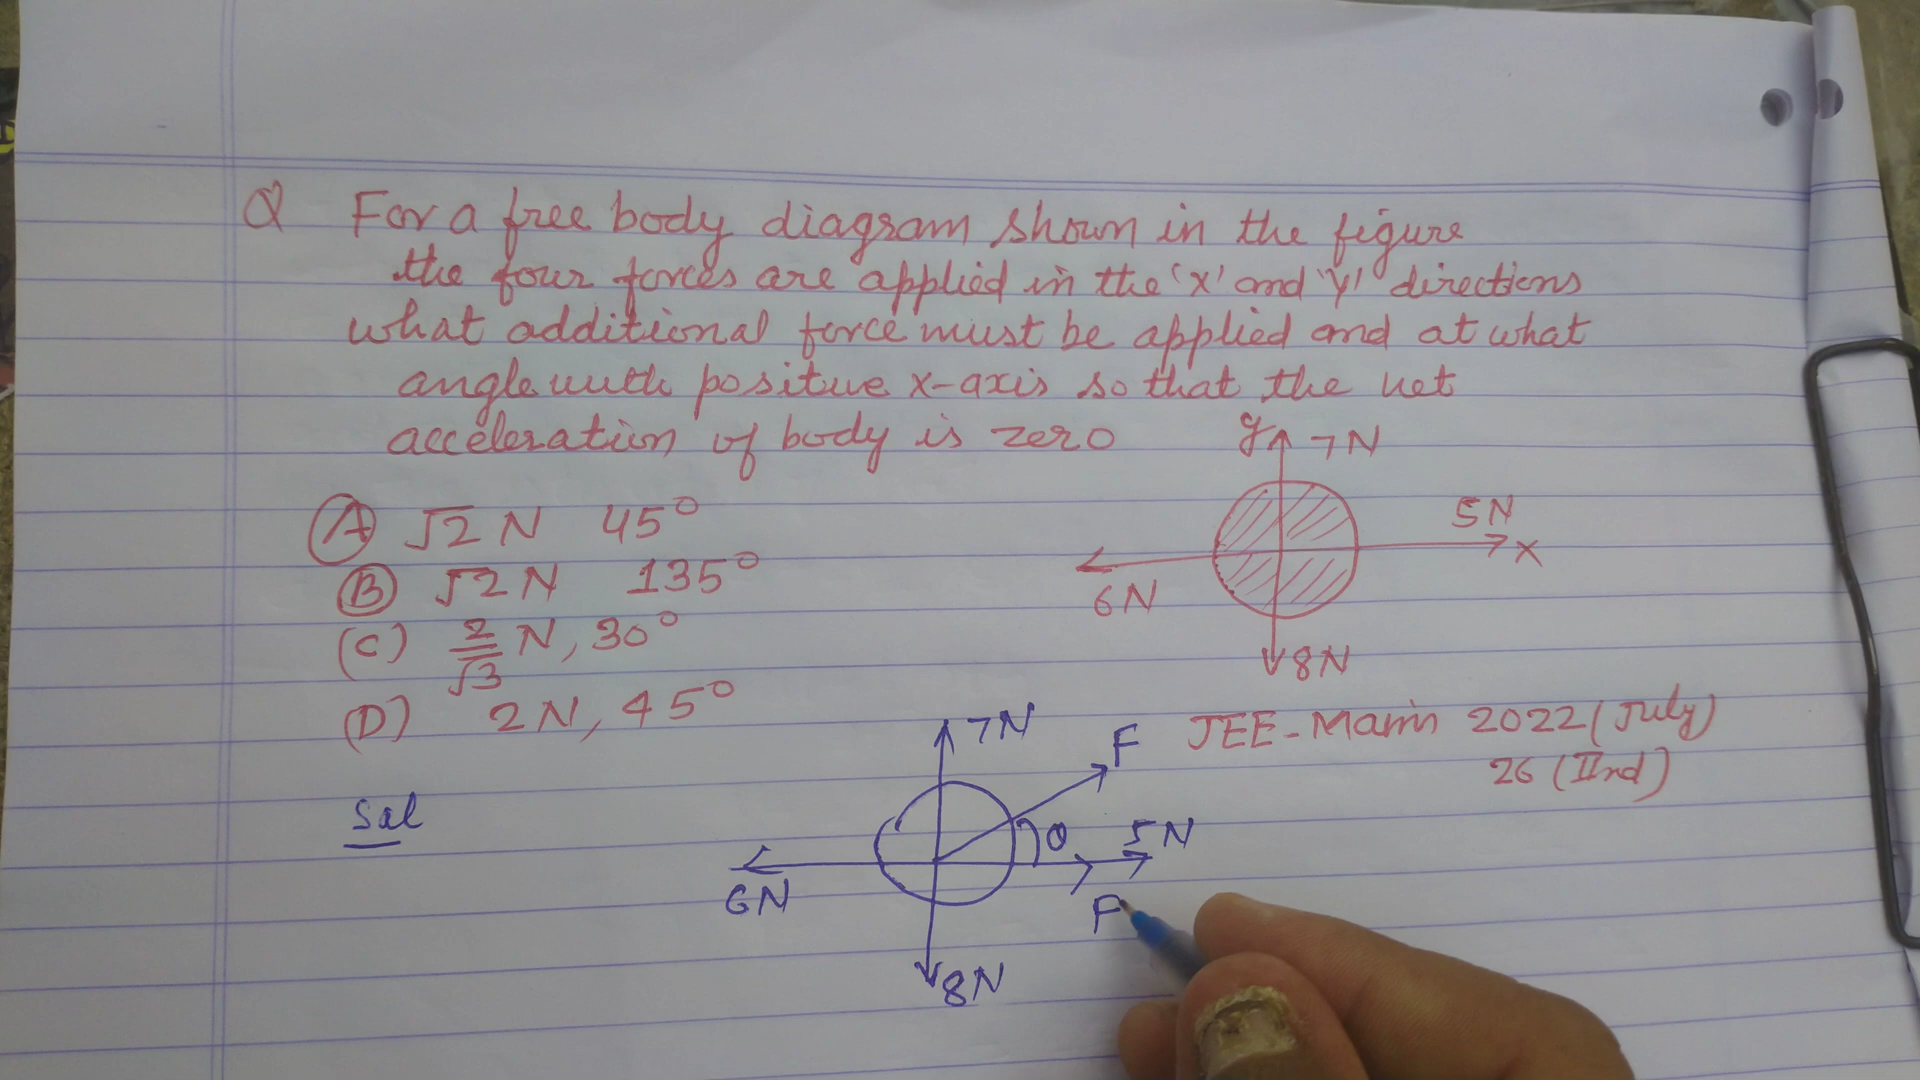 Q For a free body diagram shown in the figure
the four forces are applied in the 'x' and 'y' directions
what additional force must be applied and at what
angle with positive x-axis so that the net
acceleration of body is zero
y 7N
5N
x
6N
8N
(A) √2 N 45°
(B) √2 N 135°
(C) 2/√3 N, 30°
(D) 2N, 45°
JEE-Main 2022 (July)
26 (IInd)
Sol
7N
F
θ
5N
6N
F
8N